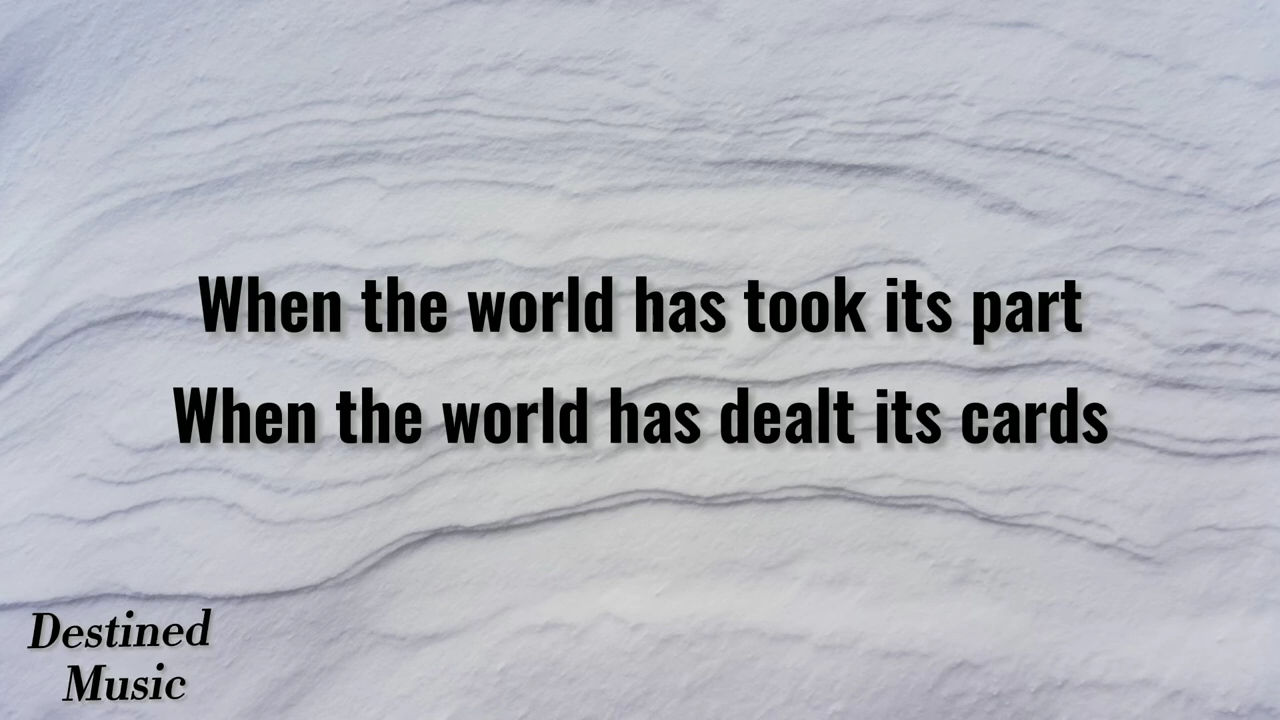 When the world has took its part
When the world has dealt its cards
Destined
Music